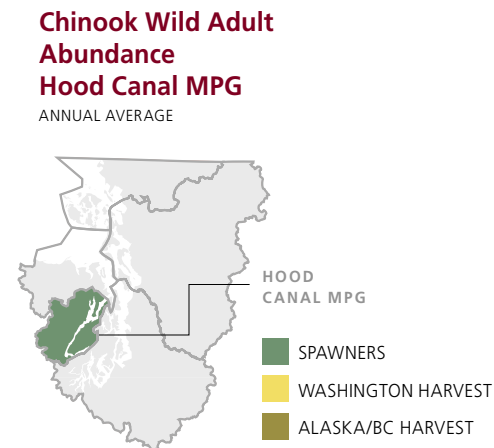 Chinook Wild Adult
Abundance
Hood Canal MPG
ANNUAL AVERAGE
HOOD
CANAL MPG
SPAWNERS
WASHINGTON HARVEST
ALASKA/BC HARVEST